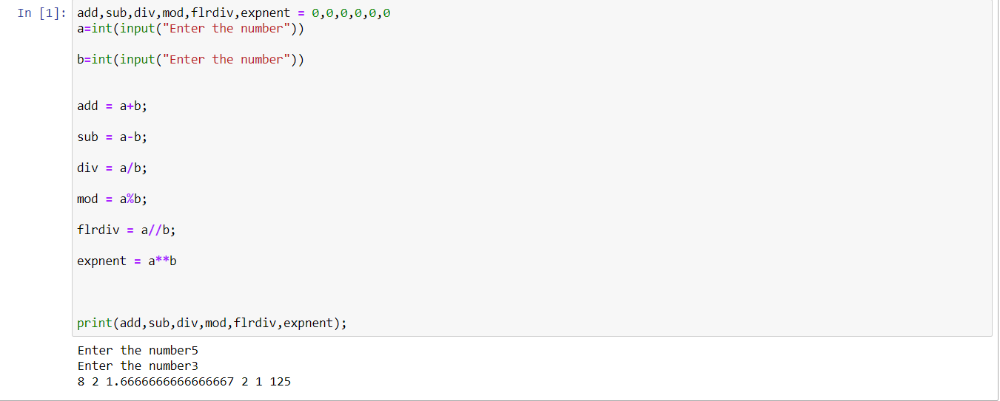 In [1]: add,sub,div,mod,flrdiv,expnent = 0,0,0,0,0,0
a=int(input("Enter the number"))
b=int(input("Enter the number"))
add = a+b;
sub = a-b;
div = a/b;
mod = a%b;
flrdiv = a//b;
expnent = a**b
print(add,sub,div,mod,flrdiv,expnent);
Enter the number5
Enter the number3
8 2 1.6666666666666667 2 1 125